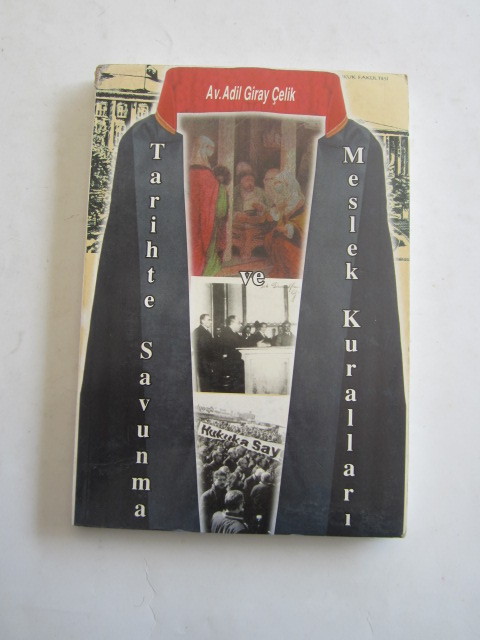 Av. Adil Giray Çelik
Tarihte Savunma
ve
Meslek Kuralları
Hukuka Say